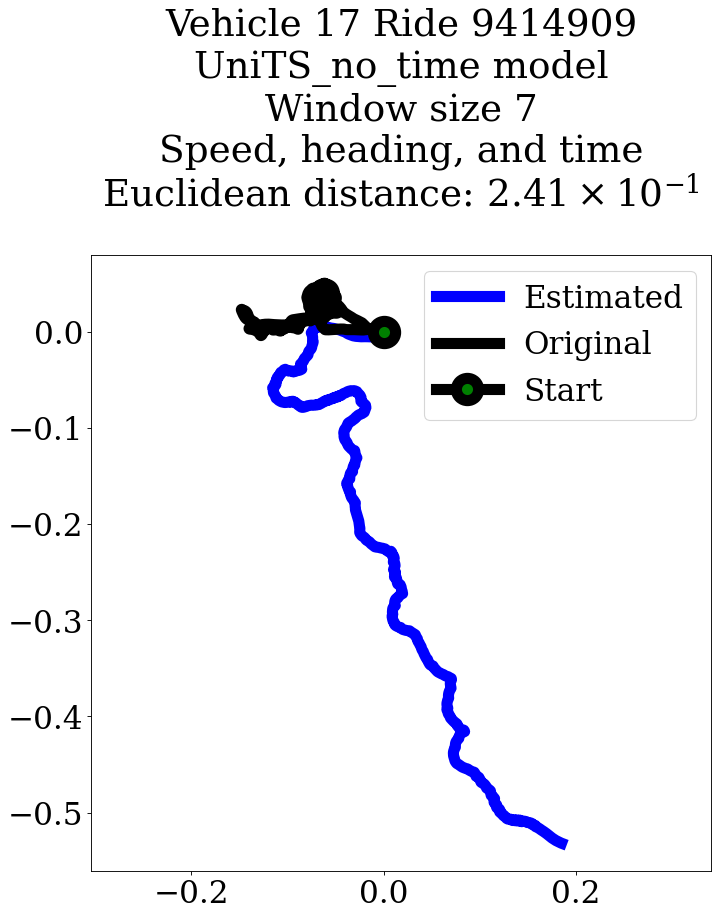 Vehicle 17 Ride 9414909
UniTS_no_time model
Window size 7
Speed, heading, and time
Euclidean distance: 2.41 × 10⁻¹
Estimated
Original
Start
0.0
−0.1
−0.2
−0.3
−0.4
−0.5
−0.2 0.0 0.2